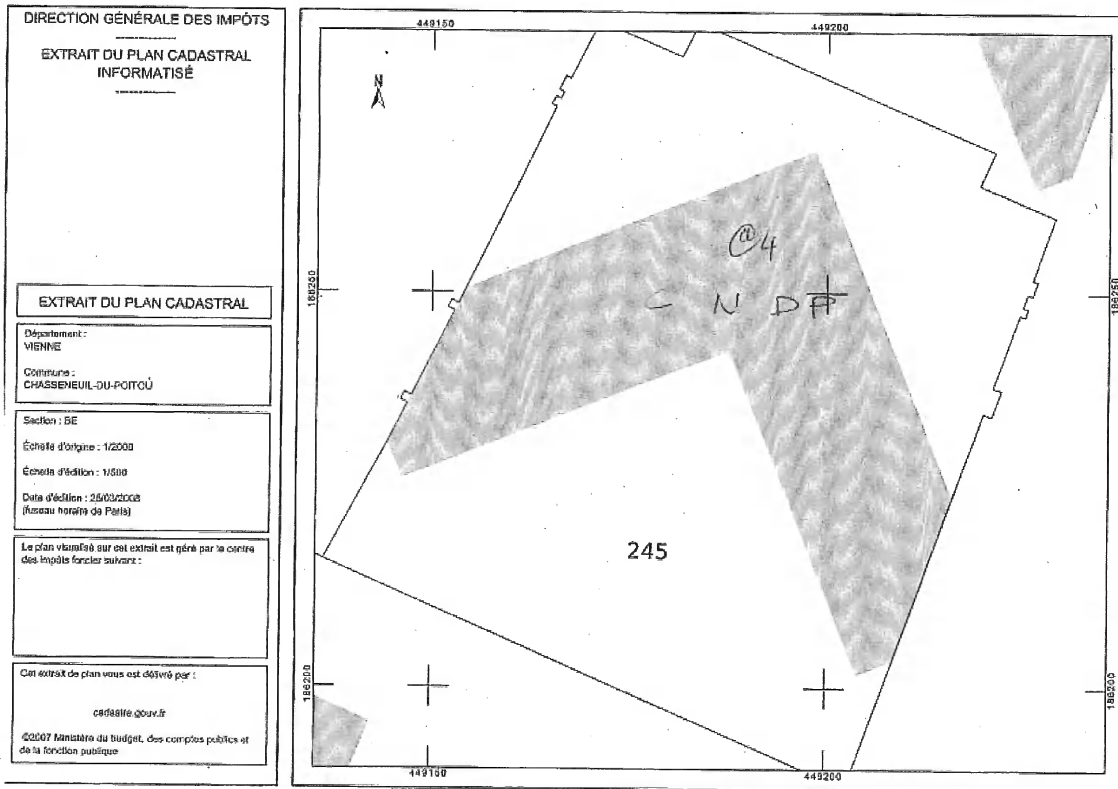 DIRECTION GÉNÉRALE DES IMPÔTS
EXTRAIT DU PLAN CADASTRAL
INFORMATISÉ
EXTRAIT DU PLAN CADASTRAL
Département :
VIENNE
Commune :
CHASSENEUIL-DU-POITOU
Section : BE
Échelle d'origine : 1/2000
Échelle d'édition : 1/500
Date d'édition : 26/03/2008
(fuseau horaire de Paris)
Le plan visualisé sur cet extrait est géré par le centre
des impôts foncier suivant :
Cet extrait de plan vous est délivré par :
cadastre.gouv.fr
©2007 Ministère du budget, des comptes publics et
de la fonction publique
449150
449200
N
@4
186250
186250
C N D P
245
186200
186200
449150
449200